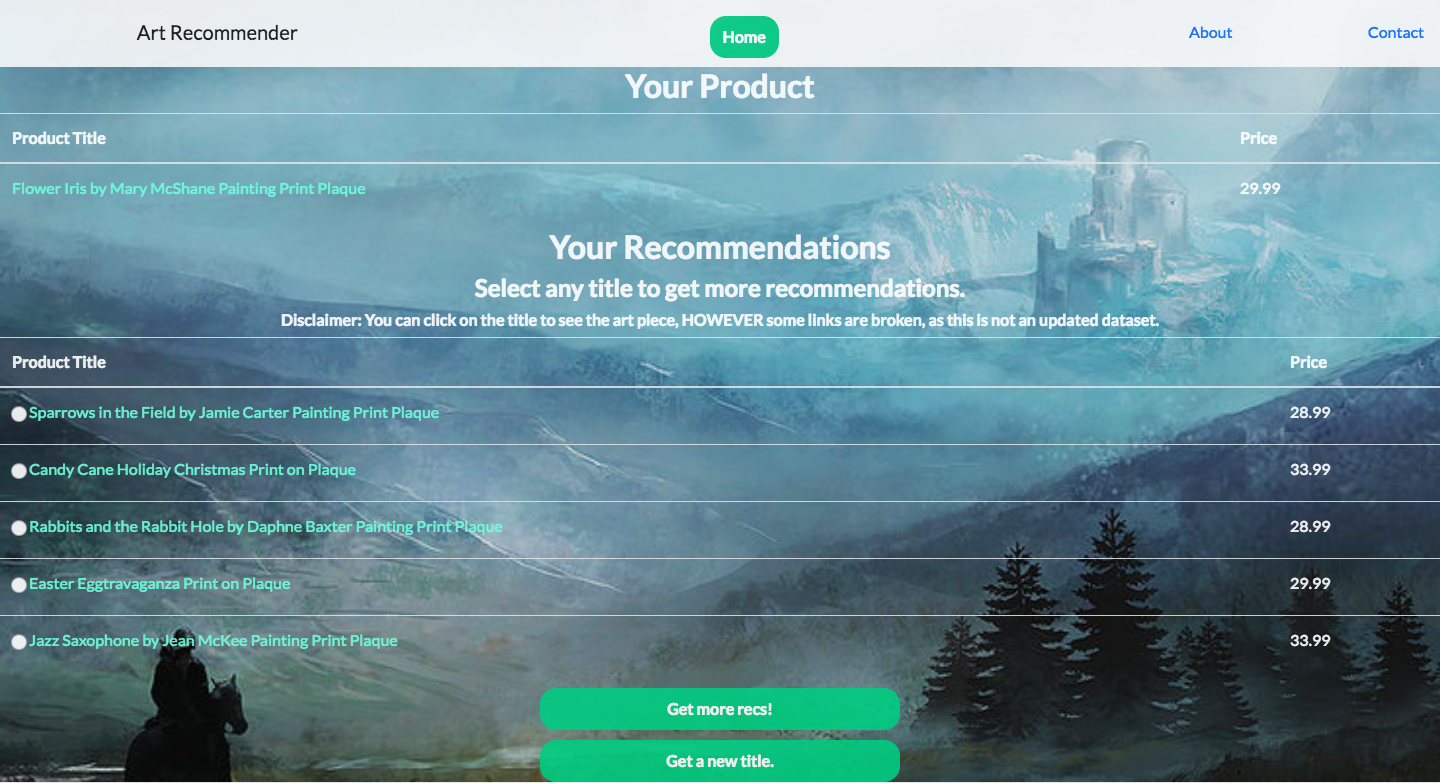 Art Recommender Home About Contact
Your Product
Product Title Price
Flower Iris by Mary McShane Painting Print Plaque 29.99
Your Recommendations
Select any title to get more recommendations.
Disclaimer: You can click on the title to see the art piece, HOWEVER some links are broken, as this is not an updated dataset.
Product Title Price
Sparrows in the Field by Jamie Carter Painting Print Plaque 28.99
Candy Cane Holiday Christmas Print on Plaque 33.99
Rabbits and the Rabbit Hole by Daphne Baxter Painting Print Plaque 28.99
Easter Eggtravaganza Print on Plaque 29.99
Jazz Saxophone by Jean McKee Painting Print Plaque 33.99
Get more recs!
Get a new title.